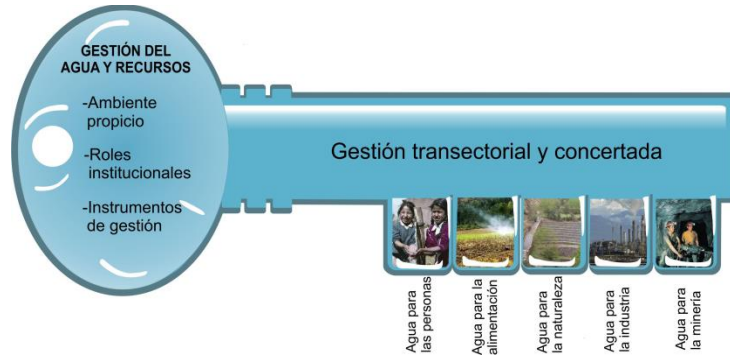 GESTIÓN DEL
AGUA Y RECURSOS
-Ambiente
propicio
-Roles
institucionales
-Instrumentos
de gestión
Gestión transectorial y concertada
Agua para
las personas
Agua para la
alimentación
Agua para
la naturaleza
Agua para
la industria
Agua para
la minería